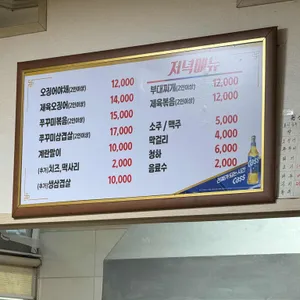 저녁메뉴
오징어야채(2인이상) 12,000
제육오징어(2인이상) 14,000
쭈꾸미볶음(2인이상) 15,000
쭈꾸미삼겹살(2인이상) 17,000
계란말이 10,000
(추가)치즈,떡사리 2,000
(추가)생삼겹살 10,000
부대찌개(2인이상) 12,000
제육볶음(2인이상) 12,000
소주 / 맥주 5,000
막걸리 4,000
청하 6,000
음료수 2,000
Cass